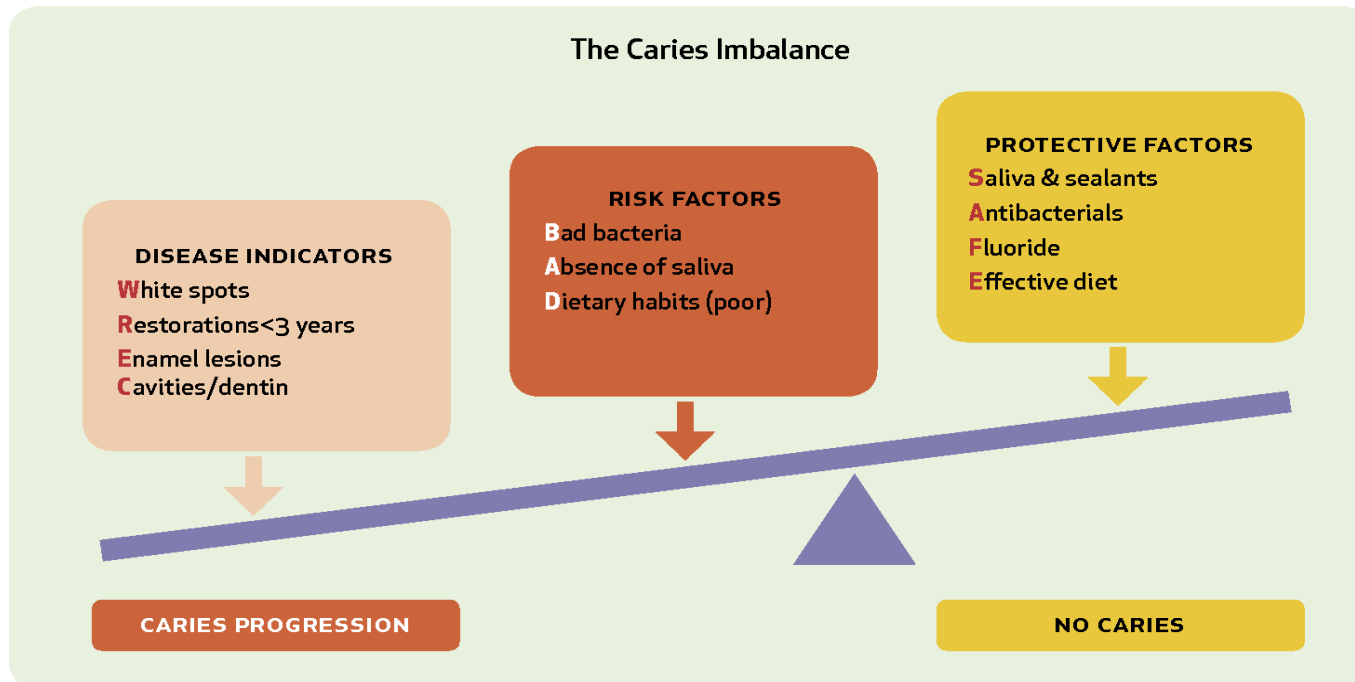 The Caries Imbalance
DISEASE INDICATORS
White spots
Restorations<3 years
Enamel lesions
Cavities/dentin
RISK FACTORS
Bad bacteria
Absence of saliva
Dietary habits (poor)
PROTECTIVE FACTORS
Saliva & sealants
Antibacterials
Fluoride
Effective diet
CARIES PROGRESSION
NO CARIES